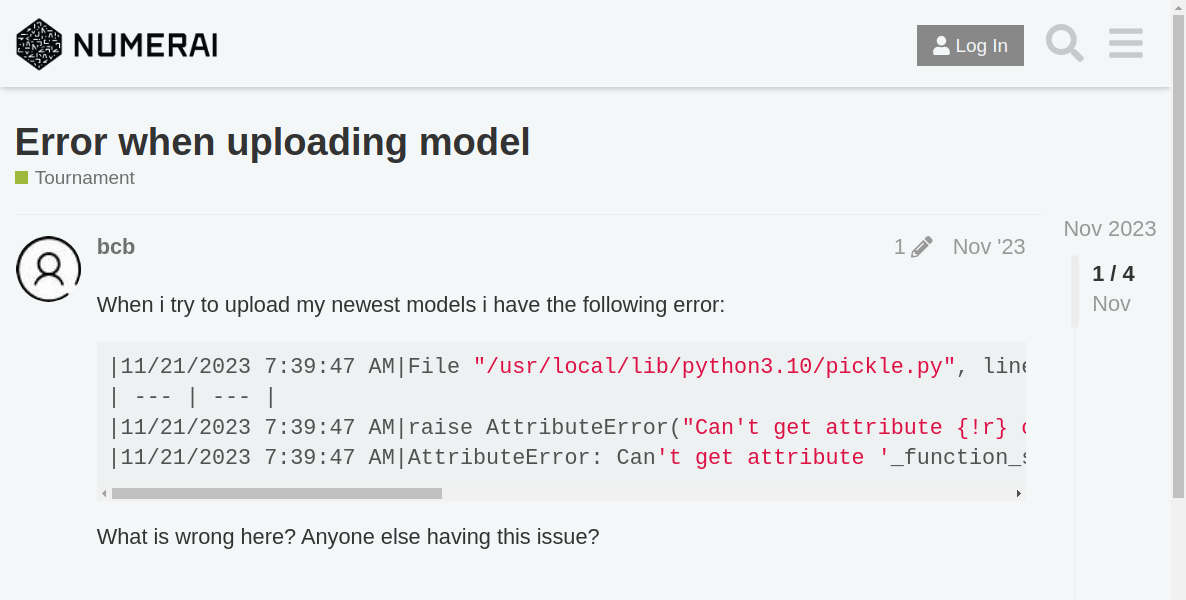 NUMERAI
Log In
Error when uploading model
Tournament
bcb
1
Nov '23
Nov 2023
1 / 4
Nov
When i try to upload my newest models i have the following error:
|11/21/2023 7:39:47 AM|File "/usr/local/lib/python3.10/pickle.py", line
| --- | --- |
|11/21/2023 7:39:47 AM|raise AttributeError("Can't get attribute {!r}
|11/21/2023 7:39:47 AM|AttributeError: Can't get attribute '_function_s
What is wrong here? Anyone else having this issue?